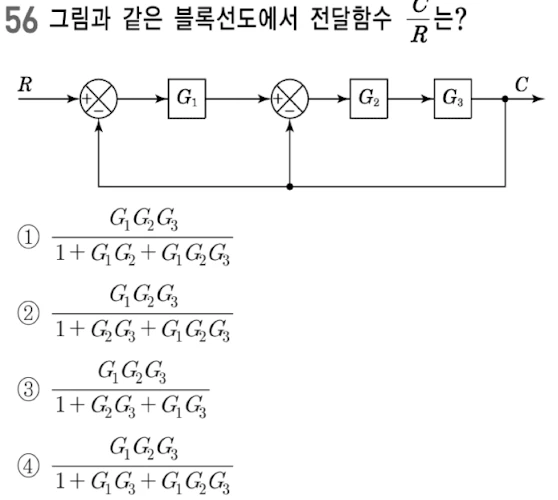 56 그림과 같은 블록선도에서 전달함수 C/R는?
R + − G₁ + − G₂ G₃ C
① G₁G₂G₃ / 1 + G₁G₂ + G₁G₂G₃
② G₁G₂G₃ / 1 + G₂G₃ + G₁G₂G₃
③ G₁G₂G₃ / 1 + G₂G₃ + G₁G₃
④ G₁G₂G₃ / 1 + G₁G₃ + G₁G₂G₃